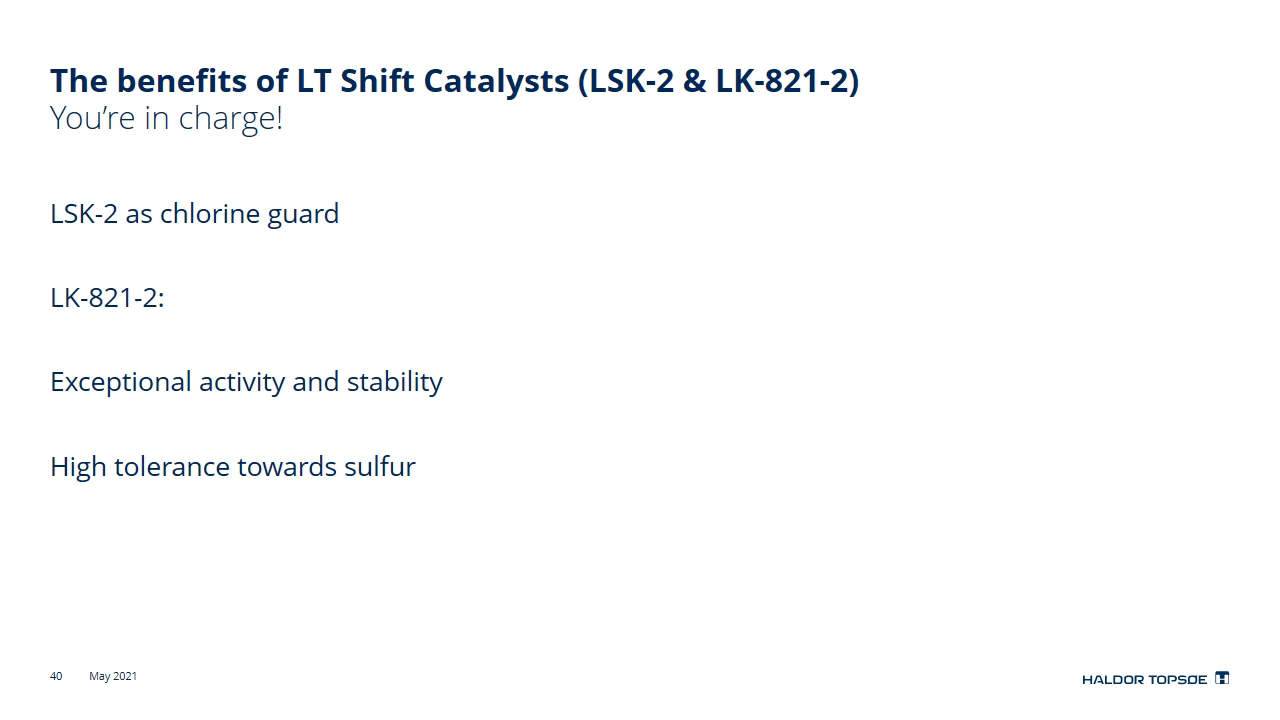 The benefits of LT Shift Catalysts (LSK-2 & LK-821-2)
You're in charge!
LSK-2 as chlorine guard
LK-821-2:
Exceptional activity and stability
High tolerance towards sulfur
40 May 2021
HALDOR TOPSØE